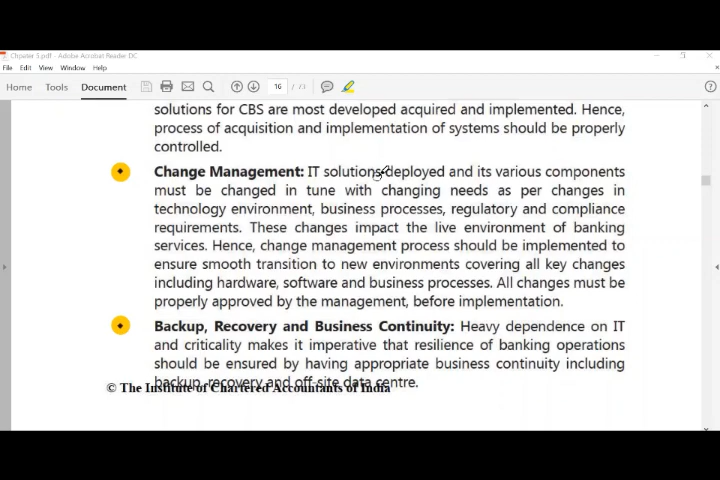 Chpater 5.pdf - Adobe Acrobat Reader DC
File Edit View Window Help
Home Tools Document 16 / 73
solutions for CBS are most developed acquired and implemented. Hence,
process of acquisition and implementation of systems should be properly
controlled.
Change Management: IT solutions deployed and its various components
must be changed in tune with changing needs as per changes in
technology environment, business processes, regulatory and compliance
requirements. These changes impact the live environment of banking
services. Hence, change management process should be implemented to
ensure smooth transition to new environments covering all key changes
including hardware, software and business processes. All changes must be
properly approved by the management, before implementation.
Backup, Recovery and Business Continuity: Heavy dependence on IT
and criticality makes it imperative that resilience of banking operations
should be ensured by having appropriate business continuity including
backup, recovery and off-site data centre.
© The Institute of Chartered Accountants of India